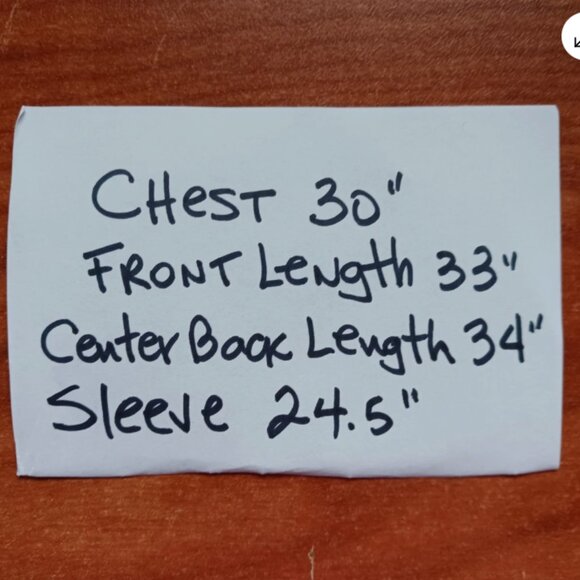 CHesT 30"
FRONT Length 33"
Center Back Length 34"
Sleeve 24.5"